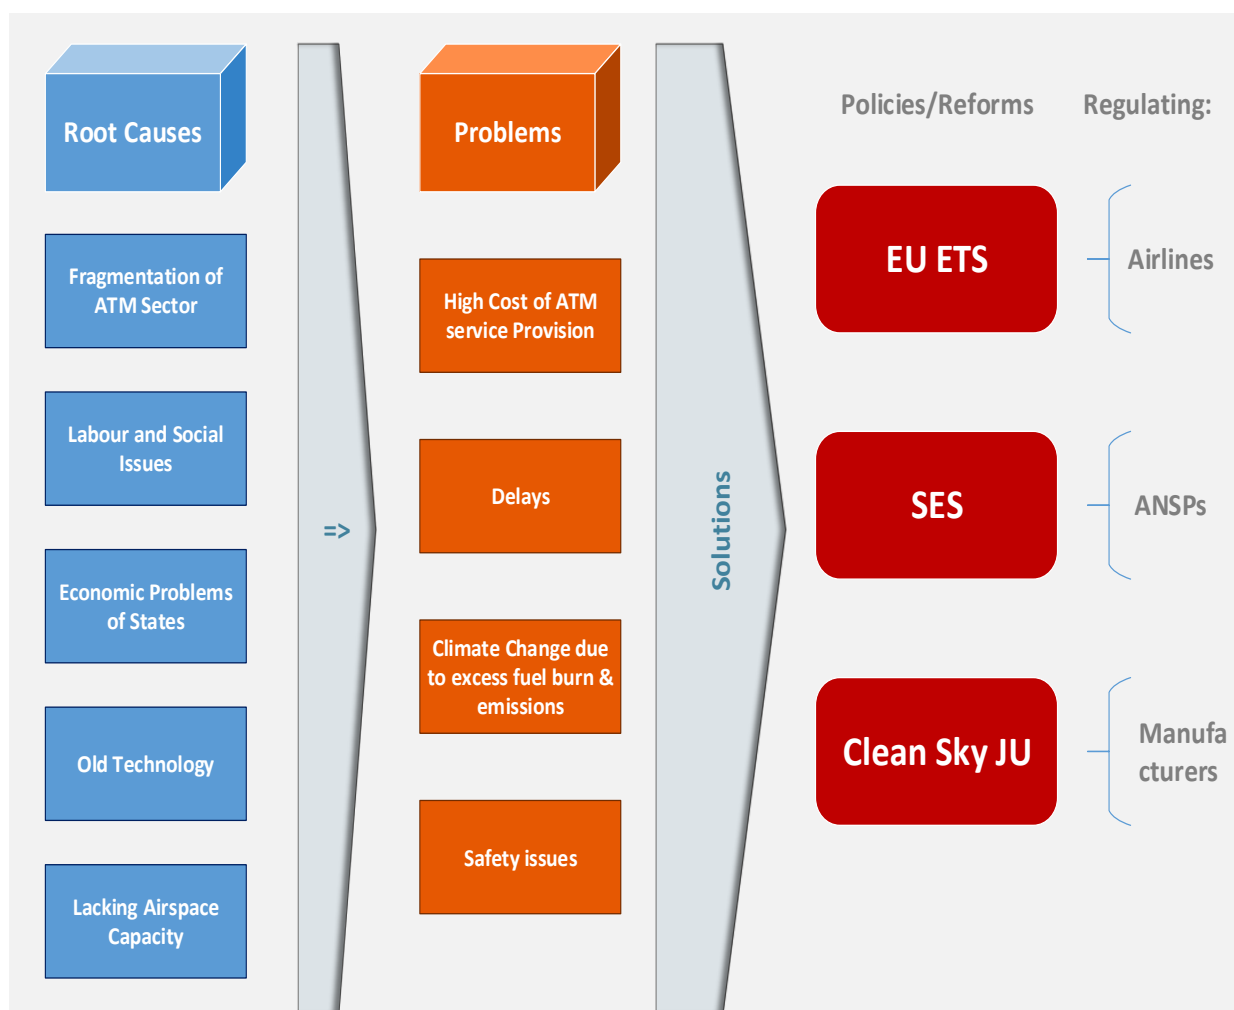 Root Causes
Fragmentation of
ATM Sector
Labour and Social
Issues
Economic Problems
of States
Old Technology
Lacking Airspace
Capacity
=>
Problems
High Cost of ATM
service Provision
Delays
Climate Change due
to excess fuel burn &
emissions
Safety issues
Solutions
Policies/Reforms
Regulating:
EU ETS
Airlines
SES
ANSPs
Clean Sky JU
Manufa
cturers